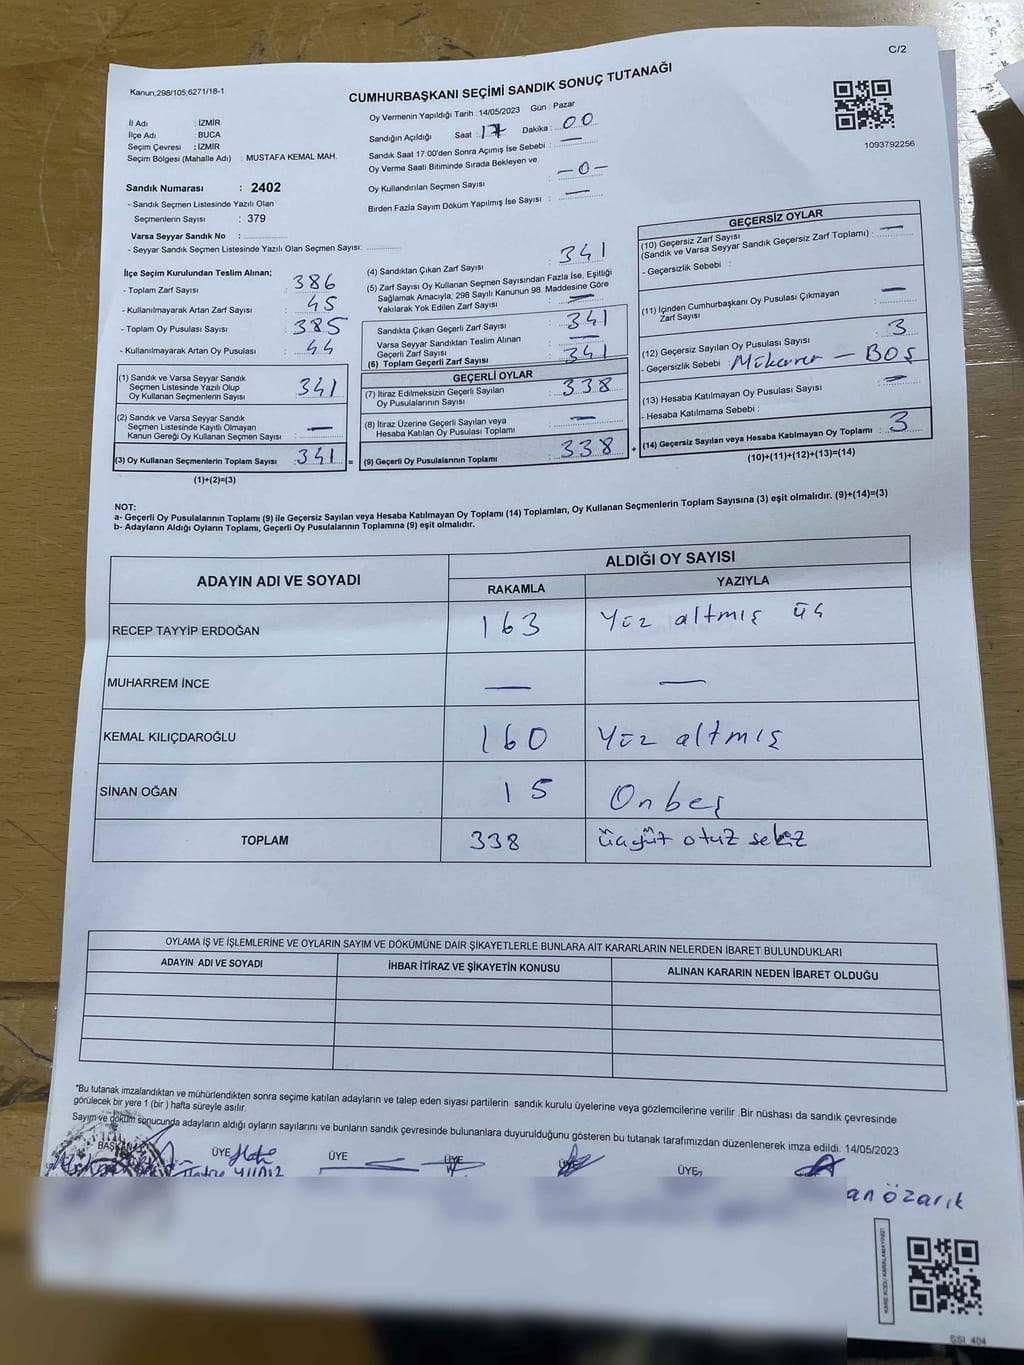 C/2
Kanun;298/105,6271/18-1
CUMHURBAŞKANI SEÇİMİ SANDIK SONUÇ TUTANAĞI
1093792256
İl Adı : İZMİR
İlçe Adı : BUCA
Seçim Çevresi : İZMİR
Seçim Bölgesi (Mahalle Adı) : MUSTAFA KEMAL MAH.
Sandık Numarası : 2402
- Sandık Seçmen Listesinde Yazılı Olan
Seçmenlerin Sayısı : 379
Varsa Seyyar Sandık No :
- Seyyar Sandık Seçmen Listesinde Yazılı Olan Seçmen Sayısı:
Oy Vermenin Yapıldığı Tarih : 14/05/2023 Gün : Pazar
Sandığın Açıldığı Saat : 17 Dakika : 00
Sandık Saat 17.00'den Sonra Açımış İse Sebebi : —
Oy Verme Saati Bitiminde Sırada Bekleyen ve
Oy Kullandırılan Seçmen Sayısı : —0—
Birden Fazla Sayım Döküm Yapılmış İse Sayısı : —
İlçe Seçim Kurulundan Teslim Alınan;
- Toplam Zarf Sayısı : 386
- Kullanılmayarak Artan Zarf Sayısı : 45
- Toplam Oy Pusulası Sayısı : 385
- Kullanılmayarak Artan Oy Pusulası : 44
(1) Sandık ve Varsa Seyyar Sandık
Seçmen Listesinde Yazılı Olup
Oy Kullanan Seçmenlerin Sayısı : 341
(2) Sandık ve Varsa Seyyar Sandık
Seçmen Listesinde Kayıtlı Olmayan
Kanun Gereği Oy Kullanan Seçmen Sayısı : —
(3) Oy Kullanan Seçmenlerin Toplam Sayısı : 341 =
(1)+(2)=(3)
(4) Sandıktan Çıkan Zarf Sayısı : 341
(5) Zarf Sayısı Oy Kullanan Seçmen Sayısından Fazla İse, Eşitliği
Sağlamak Amacıyla, 298 Sayılı Kanunun 98. Maddesine Göre
Yakılarak Yok Edilen Zarf Sayısı : —
Sandıkta Çıkan Geçerli Zarf Sayısı : 341
Varsa Seyyar Sandıktan Teslim Alınan
Geçerli Zarf Sayısı : —
(6) Toplam Geçerli Zarf Sayısı : 341
GEÇERLİ OYLAR
(7) İtiraz Edilmeksizin Geçerli Sayılan
Oy Pusulalarının Sayısı : 338
(8) İtiraz Üzerine Geçerli Sayılan veya
Hesaba Katılan Oy Pusulası Toplamı : —
(9) Geçerli Oy Pusulalarının Toplamı : 338 +
GEÇERSİZ OYLAR
(10) Geçersiz Zarf Sayısı
(Sandık ve Varsa Seyyar Sandık Geçersiz Zarf Toplamı) : —
- Geçersizlik Sebebi :
(11) İçinden Cumhurbaşkanı Oy Pusulası Çıkmayan
Zarf Sayısı : —
(12) Geçersiz Sayılan Oy Pusulası Sayısı : 3
- Geçersizlik Sebebi : Mükerrer — BOŞ
(13) Hesaba Katılmayan Oy Pusulası Sayısı : —
- Hesaba Katılmama Sebebi :
(14) Geçersiz Sayılan veya Hesaba Katılmayan Oy Toplamı : 3
(10)+(11)+(12)+(13)=(14)
NOT:
a- Geçerli Oy Pusulalarının Toplamı (9) ile Geçersiz Sayılan veya Hesaba Katılmayan Oy Toplamı (14) Toplamları, Oy Kullanan Seçmenlerin Toplam Sayısına (3) eşit olmalıdır. (9)+(14)=(3)
b- Adayların Aldığı Oyların Toplamı, Geçerli Oy Pusulalarının Toplamına (9) eşit olmalıdır.
ADAYIN ADI VE SOYADI ALDIĞI OY SAYISI
RAKAMLA YAZIYLA
RECEP TAYYİP ERDOĞAN 163 Yüz altmış üç
MUHARREM İNCE — —
KEMAL KILIÇDAROĞLU 160 Yüz altmış
SİNAN OĞAN 15 Onbeş
TOPLAM 338 üçyüz otuz sekiz
OYLAMA İŞ VE İŞLEMLERİNE VE OYLARIN SAYIM VE DÖKÜMÜNE DAİR ŞİKAYETLERLE BUNLARA AİT KARARLARIN NELERDEN İBARET BULUNDUKLARI
ADAYIN ADI VE SOYADI İHBAR İTİRAZ VE ŞİKAYETİN KONUSU ALINAN KARARIN NEDEN İBARET OLDUĞU
"Bu tutanak imzalandıktan ve mühürlendikten sonra seçime katılan adayların ve talep eden siyasi partilerin sandık kurulu üyelerine veya gözlemcilerine verilir .Bir nüshası da sandık çevresinde
görülecek bir yere 1 (bir ) hafta süreyle asılır.
Sayım ve döküm sonucunda adayların aldığı oyların sayılarını ve bunların sandık çevresinde bulunanlara duyurulduğunu gösteren bu tutanak tarafımızdan düzenlenerek imza edildi. 14/05/2023
BAŞKAN ÜYE ÜYE ÜYE ÜYE ÜYE
YILDIZ
an özarık
SSI 404